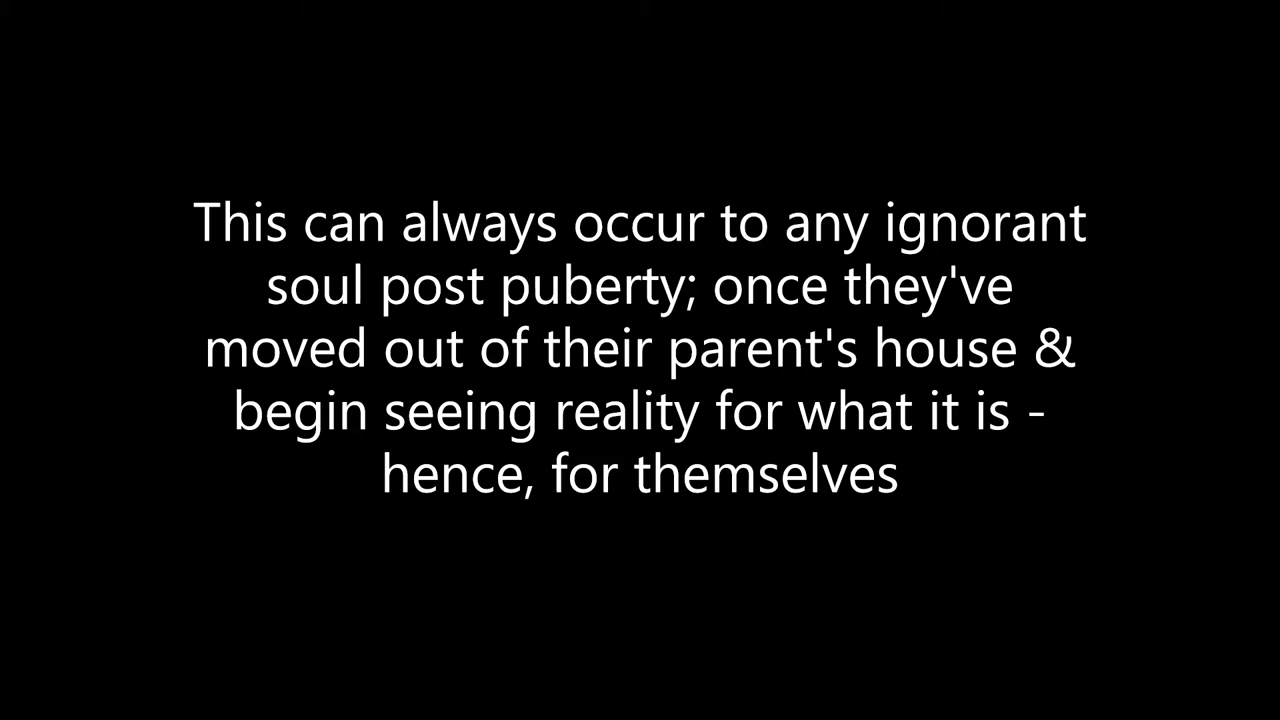 This can always occur to any ignorant
soul post puberty; once they've
moved out of their parent's house &
begin seeing reality for what it is -
hence, for themselves